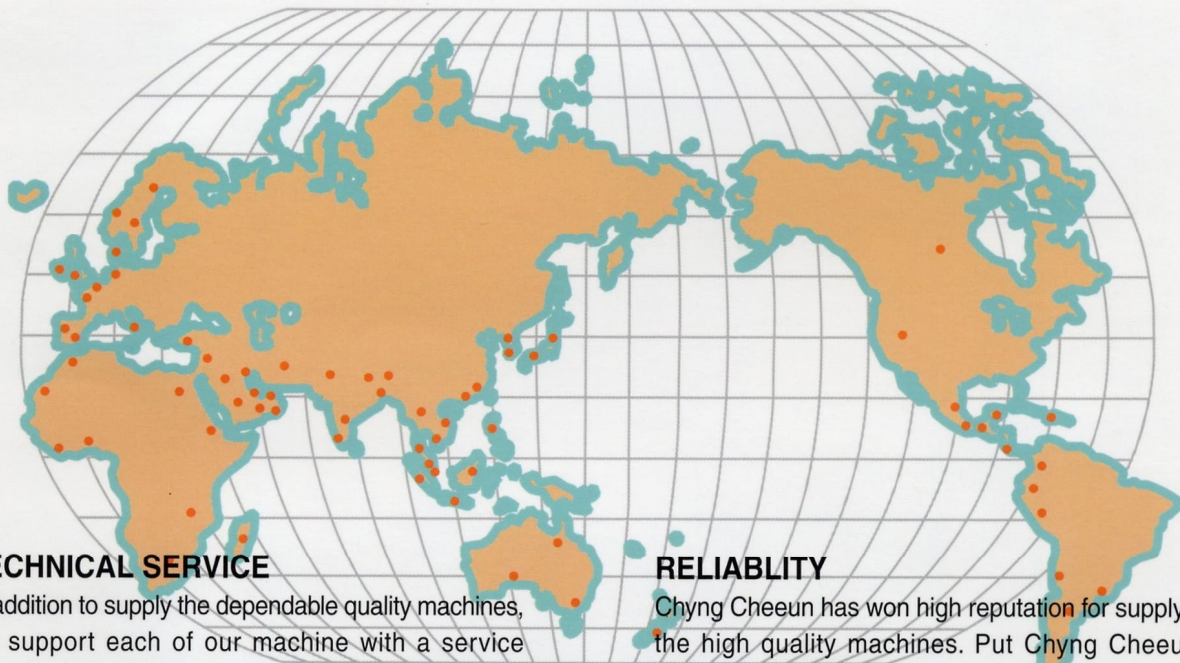 ECHNICAL SERVICE
addition to supply the dependable quality machines,
support each of our machine with a service
RELIABLITY
Chyng Cheeun has won high reputation for supply
the high quality machines. Put Chyng Cheeu